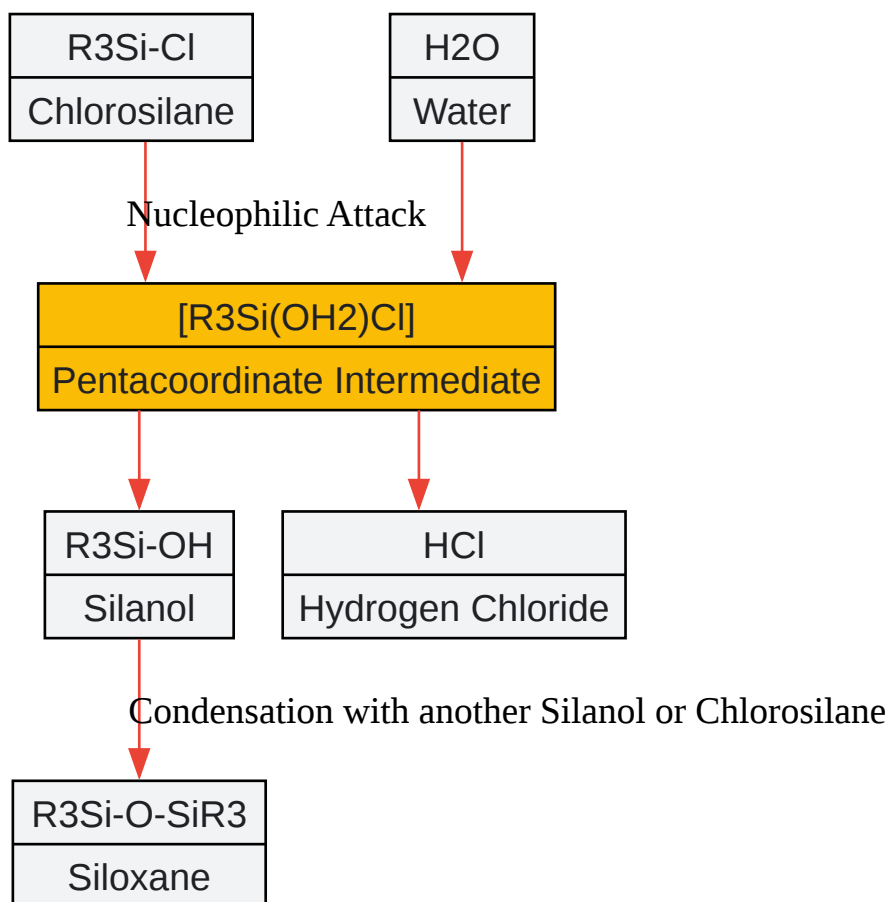 R3Si-Cl
Chlorosilane
H2O
Water
Nucleophilic Attack
[R3Si(OH2)Cl]
Pentacoordinate Intermediate
R3Si-OH
Silanol
HCl
Hydrogen Chloride
Condensation with another Silanol or Chlorosilane
R3Si-O-SiR3
Siloxane